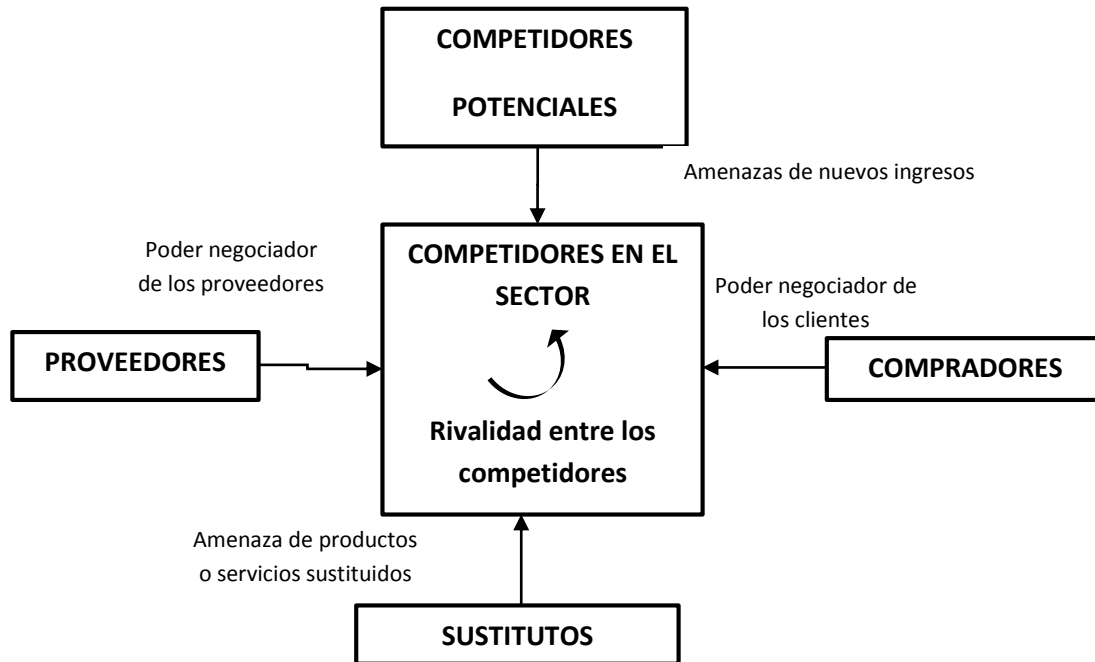 COMPETIDORES
POTENCIALES
Amenazas de nuevos ingresos
Poder negociador
de los proveedores
COMPETIDORES EN EL
SECTOR
Poder negociador de
los clientes
PROVEEDORES
COMPRADORES
Rivalidad entre los
competidores
Amenaza de productos
o servicios sustituidos
SUSTITUTOS